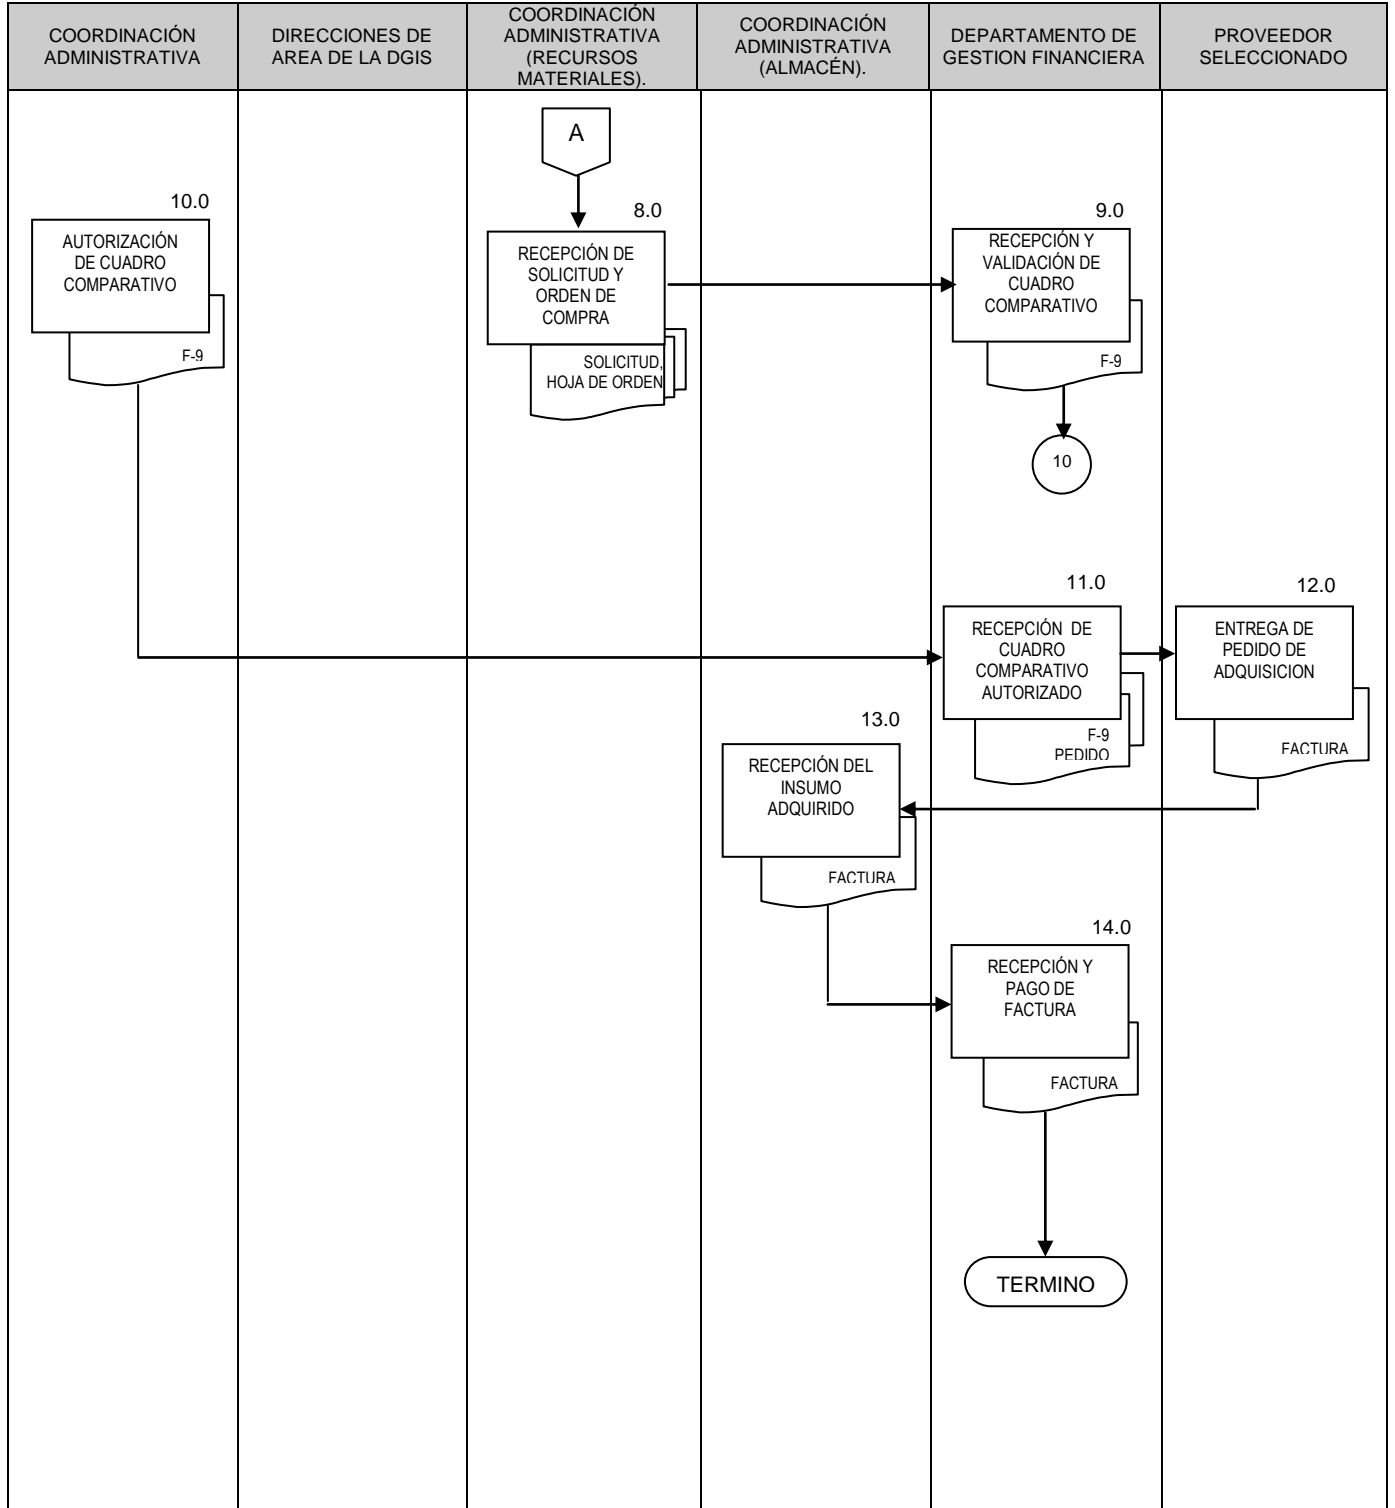 COORDINACIÓN
ADMINISTRATIVA
DIRECCIONES DE
AREA DE LA DGIS
COORDINACIÓN
ADMINISTRATIVA
(RECURSOS
MATERIALES).
COORDINACIÓN
ADMINISTRATIVA
(ALMACÉN).
DEPARTAMENTO DE
GESTION FINANCIERA
PROVEEDOR
SELECCIONADO
A
10.0
AUTORIZACIÓN
DE CUADRO
COMPARATIVO
F-9
8.0
RECEPCIÓN DE
SOLICITUD Y
ORDEN DE
COMPRA
SOLICITUD,
HOJA DE ORDEN
9.0
RECEPCIÓN Y
VALIDACIÓN DE
CUADRO
COMPARATIVO
F-9
10
11.0
RECEPCIÓN DE
CUADRO
COMPARATIVO
AUTORIZADO
F-9
PEDIDO
12.0
ENTREGA DE
PEDIDO DE
ADQUISICION
FACTURA
13.0
RECEPCIÓN DEL
INSUMO
ADQUIRIDO
FACTURA
14.0
RECEPCIÓN Y
PAGO DE
FACTURA
FACTURA
TERMINO